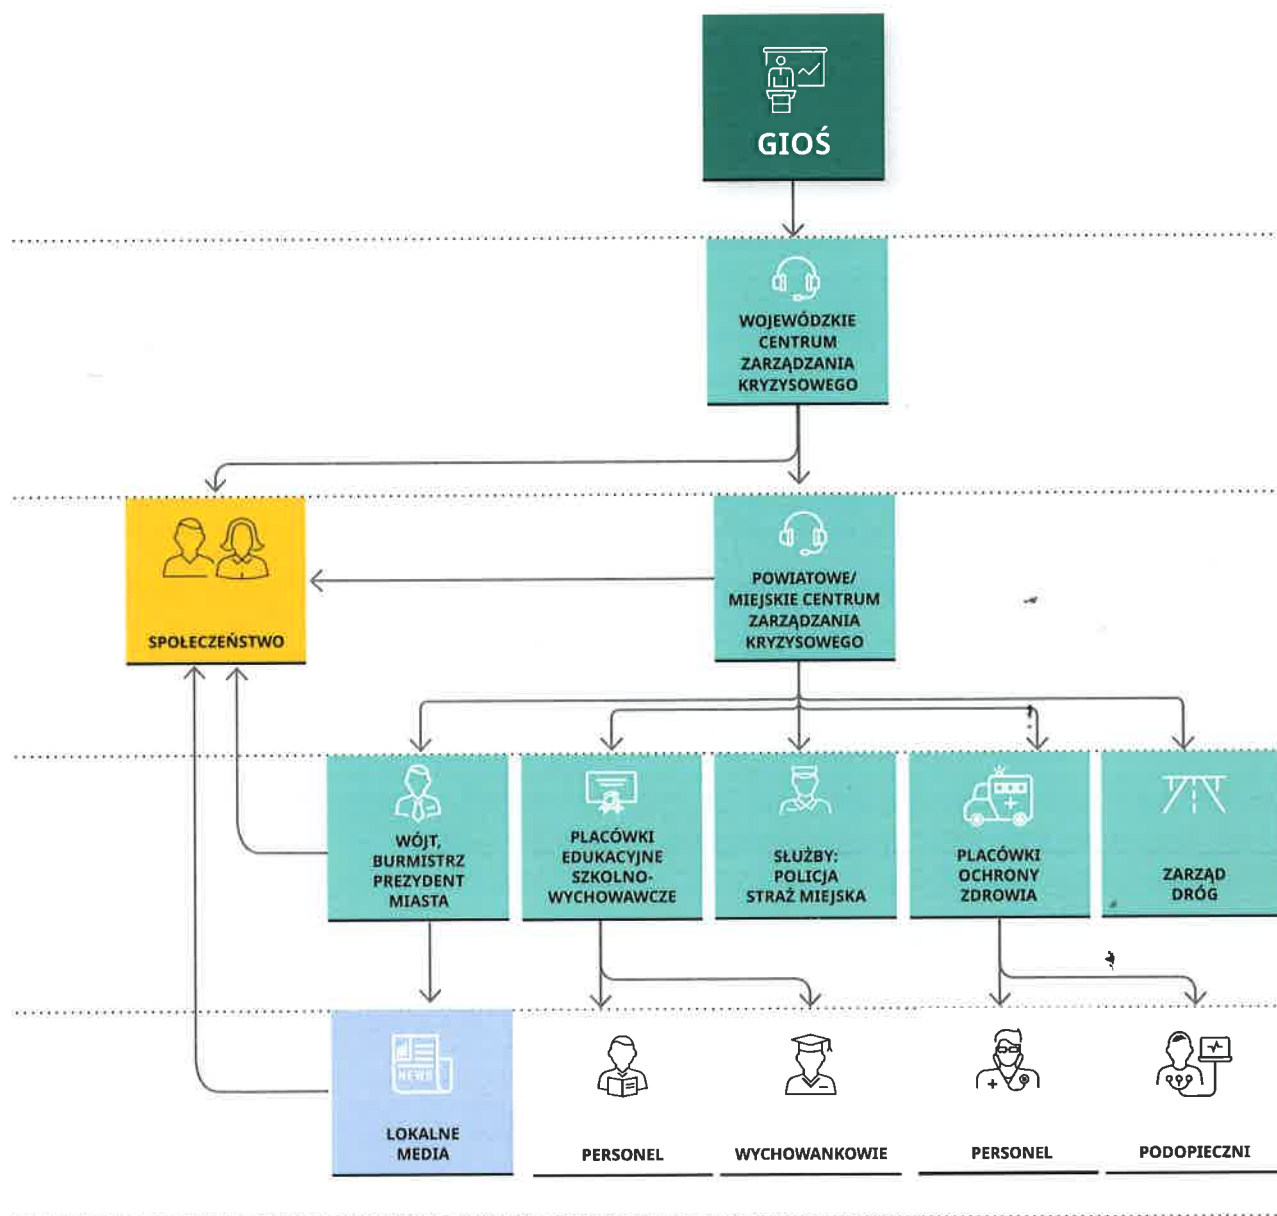 GIOŚ
WOJEWÓDZKIE
CENTRUM
ZARZĄDZANIA
KRYZYSOWEGO
SPOŁECZEŃSTWO
POWIATOWE/
MIEJSKIE CENTRUM
ZARZĄDZANIA
KRYZYSOWEGO
WÓJT,
BURMISTRZ
PREZYDENT
MIASTA
PLACÓWKI
EDUKACYJNE
SZKOLNO-
WYCHOWAWCZE
SŁUŻBY:
POLICJA
STRAŻ MIEJSKA
PLACÓWKI
OCHRONY
ZDROWIA
ZARZĄD
DRÓG
NEWS
LOKALNE
MEDIA
PERSONEL
WYCHOWANKOWIE
PERSONEL
PODOPIECZNI